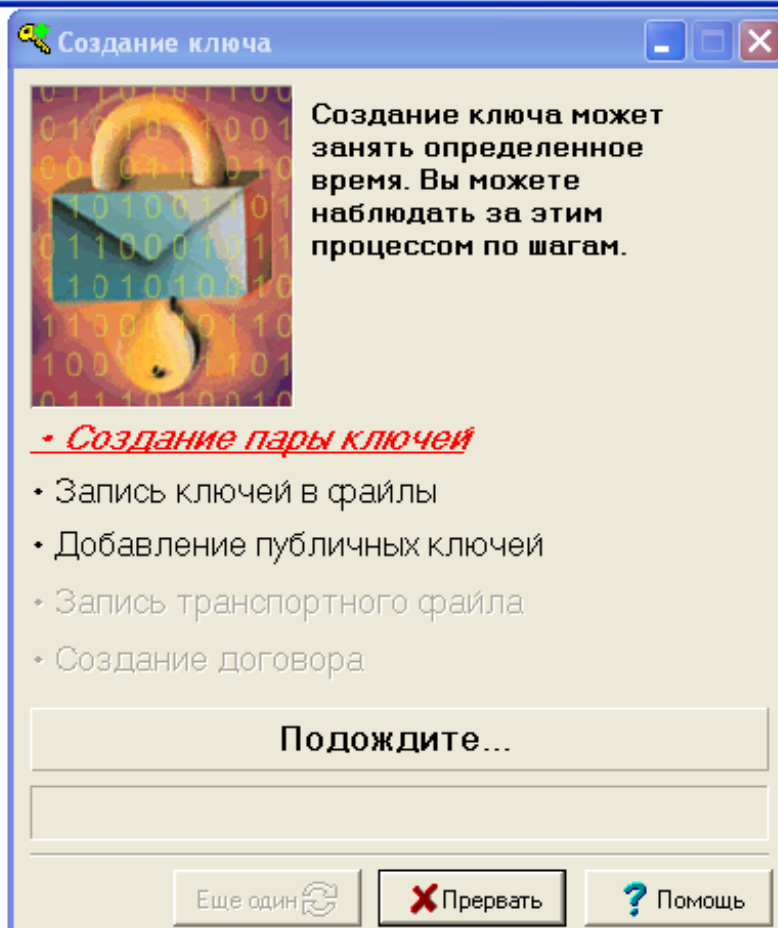 Создание ключа
Создание ключа может
занять определенное
время. Вы можете
наблюдать за этим
процессом по шагам.
• Создание пары ключей
• Запись ключей в файлы
• Добавление публичных ключей
• Запись транспортного файла
• Создание договора
Подождите...
Еще один
Прервать
Помощь